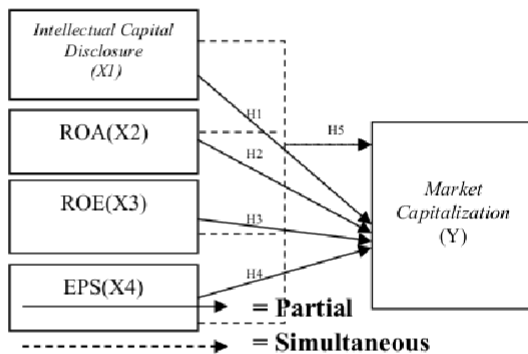 Intellectual Capital
Disclosure
(X1)
H1
H5
ROA(X2)
H2
Market
Capitalization
(Y)
ROE(X3)
H3
H4
EPS(X4)
= Partial
= Simultaneous